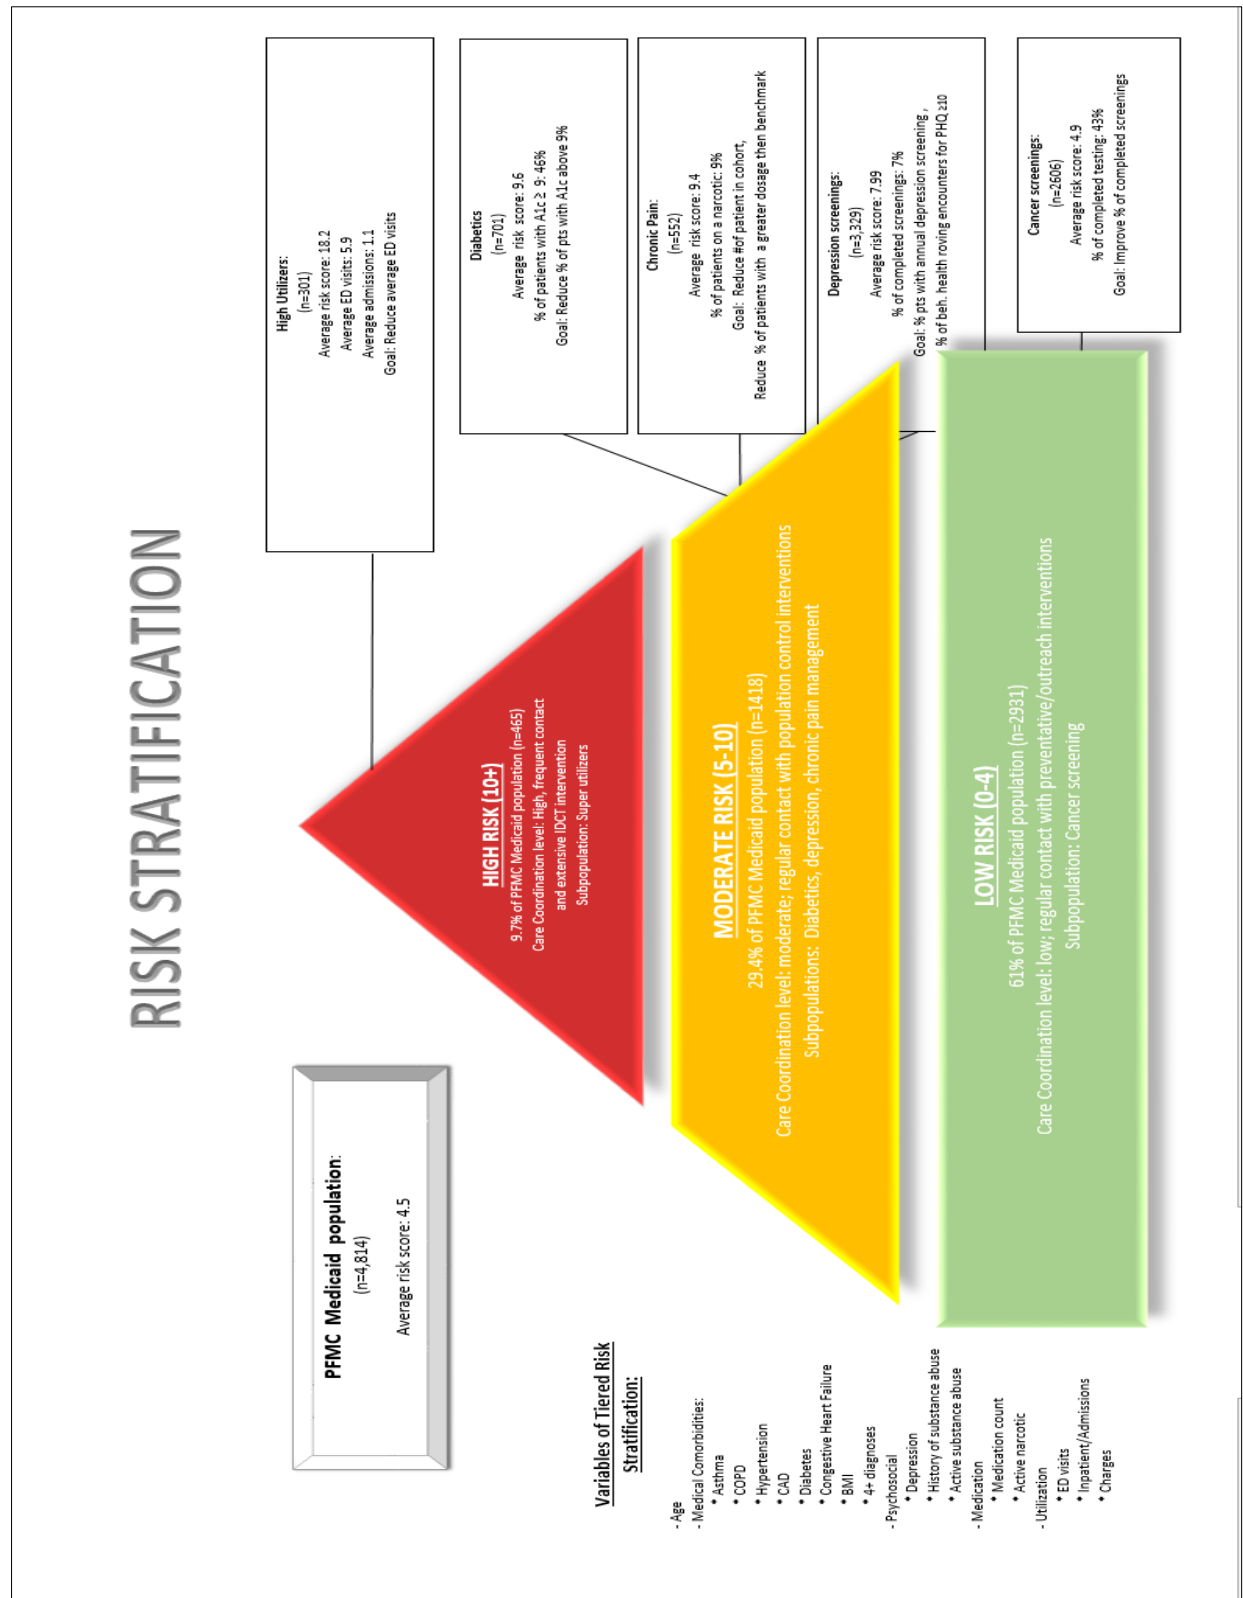 RISK STRATIFICATION
PFMC Medicaid population:
(n=4,814)
Average risk score: 4.5
High Utilizers:
(n=301)
Average risk score: 18.2
Average ED visits: 5.9
Average admissions: 1.1
Goal: Reduce average ED visits
HIGH RISK (10+)
9.7% of PFMC Medicaid population (n=465)
Care Coordination level: High, frequent contact
and extensive IDCT intervention
Subpopulation: Super utilizers
Diabetics
(n=701)
Average risk score: 9.6
% of patients with A1c ≥ 9: 46%
Goal: Reduce % of pts with A1c above 9%
Chronic Pain:
(n=552)
Average risk score: 9.4
% of patients on a narcotic: 9%
Goal: Reduce #of patient in cohort,
Reduce % of patients with a greater dosage then benchmark
Variables of Tiered Risk
Stratification:
- Age
- Medical Comorbidities:
* Asthma
* COPD
* Hypertension
* CAD
* Diabetes
* Congestive Heart Failure
* BMI
* 4+ diagnoses
- Psychosocial
* Depression
* History of substance abuse
* Active substance abuse
- Medication
* Medication count
* Active narcotic
- Utilization
* ED visits
* Inpatient/Admissions
* Charges
MODERATE RISK (5-10)
29.4% of PFMC Medicaid population (n=1418)
Care Coordination level: moderate; regular contact with population control interventions
Subpopulations: Diabetics, depression, chronic pain management
Depression screenings:
(n=3,329)
Average risk score: 7.99
% of completed screenings: 7%
Goal: % pts with annual depression screening ,
% of beh. health roving encounters for PHQ ≥10
LOW RISK (0-4)
61% of PFMC Medicaid population (n=2931)
Care Coordination level: low; regular contact with preventative/outreach interventions
Subpopulation: Cancer screening
Cancer screenings:
(n=2606)
Average risk score: 4.9
% of completed testing: 43%
Goal: Improve % of completed screenings